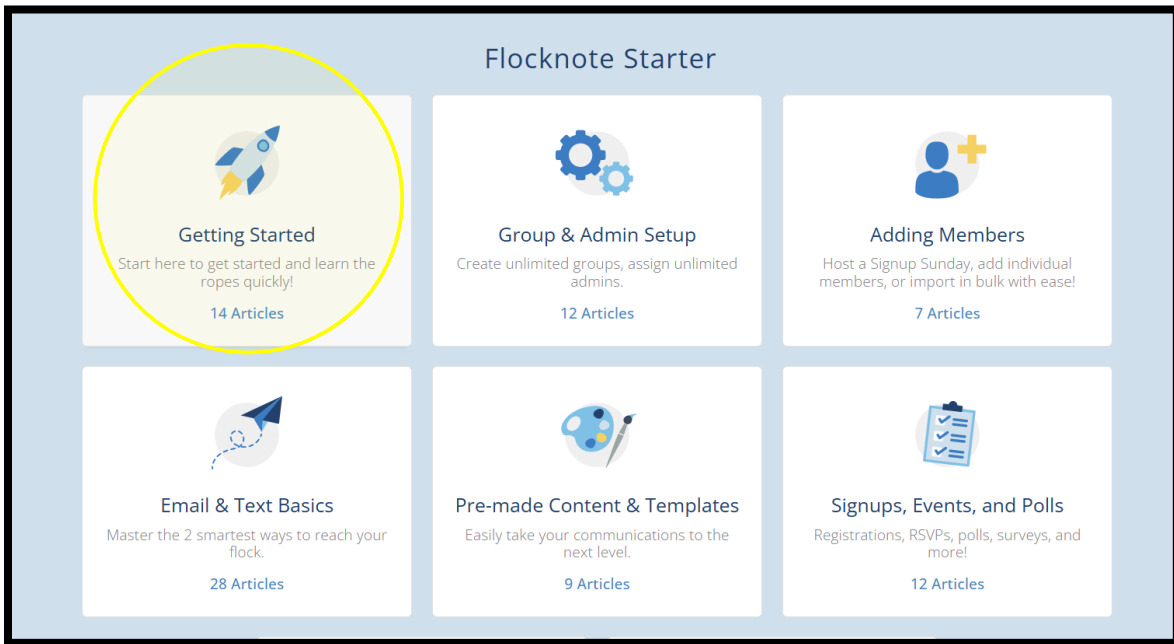 Flocknote Starter
Getting Started
Start here to get started and learn the
ropes quickly!
14 Articles
Group & Admin Setup
Create unlimited groups, assign unlimited
admins.
12 Articles
Adding Members
Host a Signup Sunday, add individual
members, or import in bulk with ease!
7 Articles
Email & Text Basics
Master the 2 smartest ways to reach your
flock.
28 Articles
Pre-made Content & Templates
Easily take your communications to the
next level.
9 Articles
Signups, Events, and Polls
Registrations, RSVPs, polls, surveys, and
more!
12 Articles